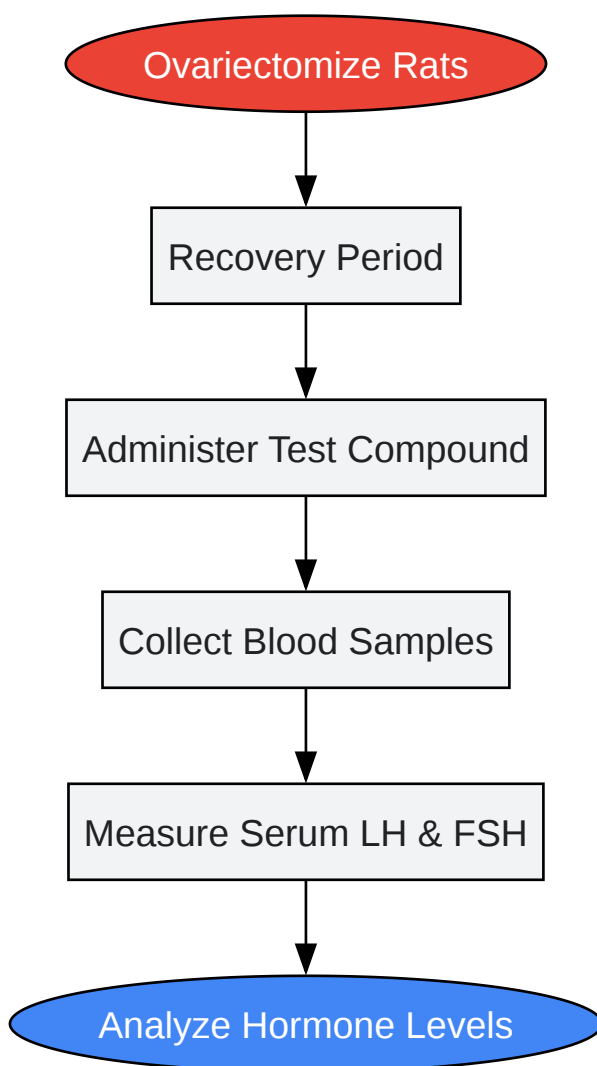 Ovariectomize Rats
Recovery Period
Administer Test Compound
Collect Blood Samples
Measure Serum LH & FSH
Analyze Hormone Levels